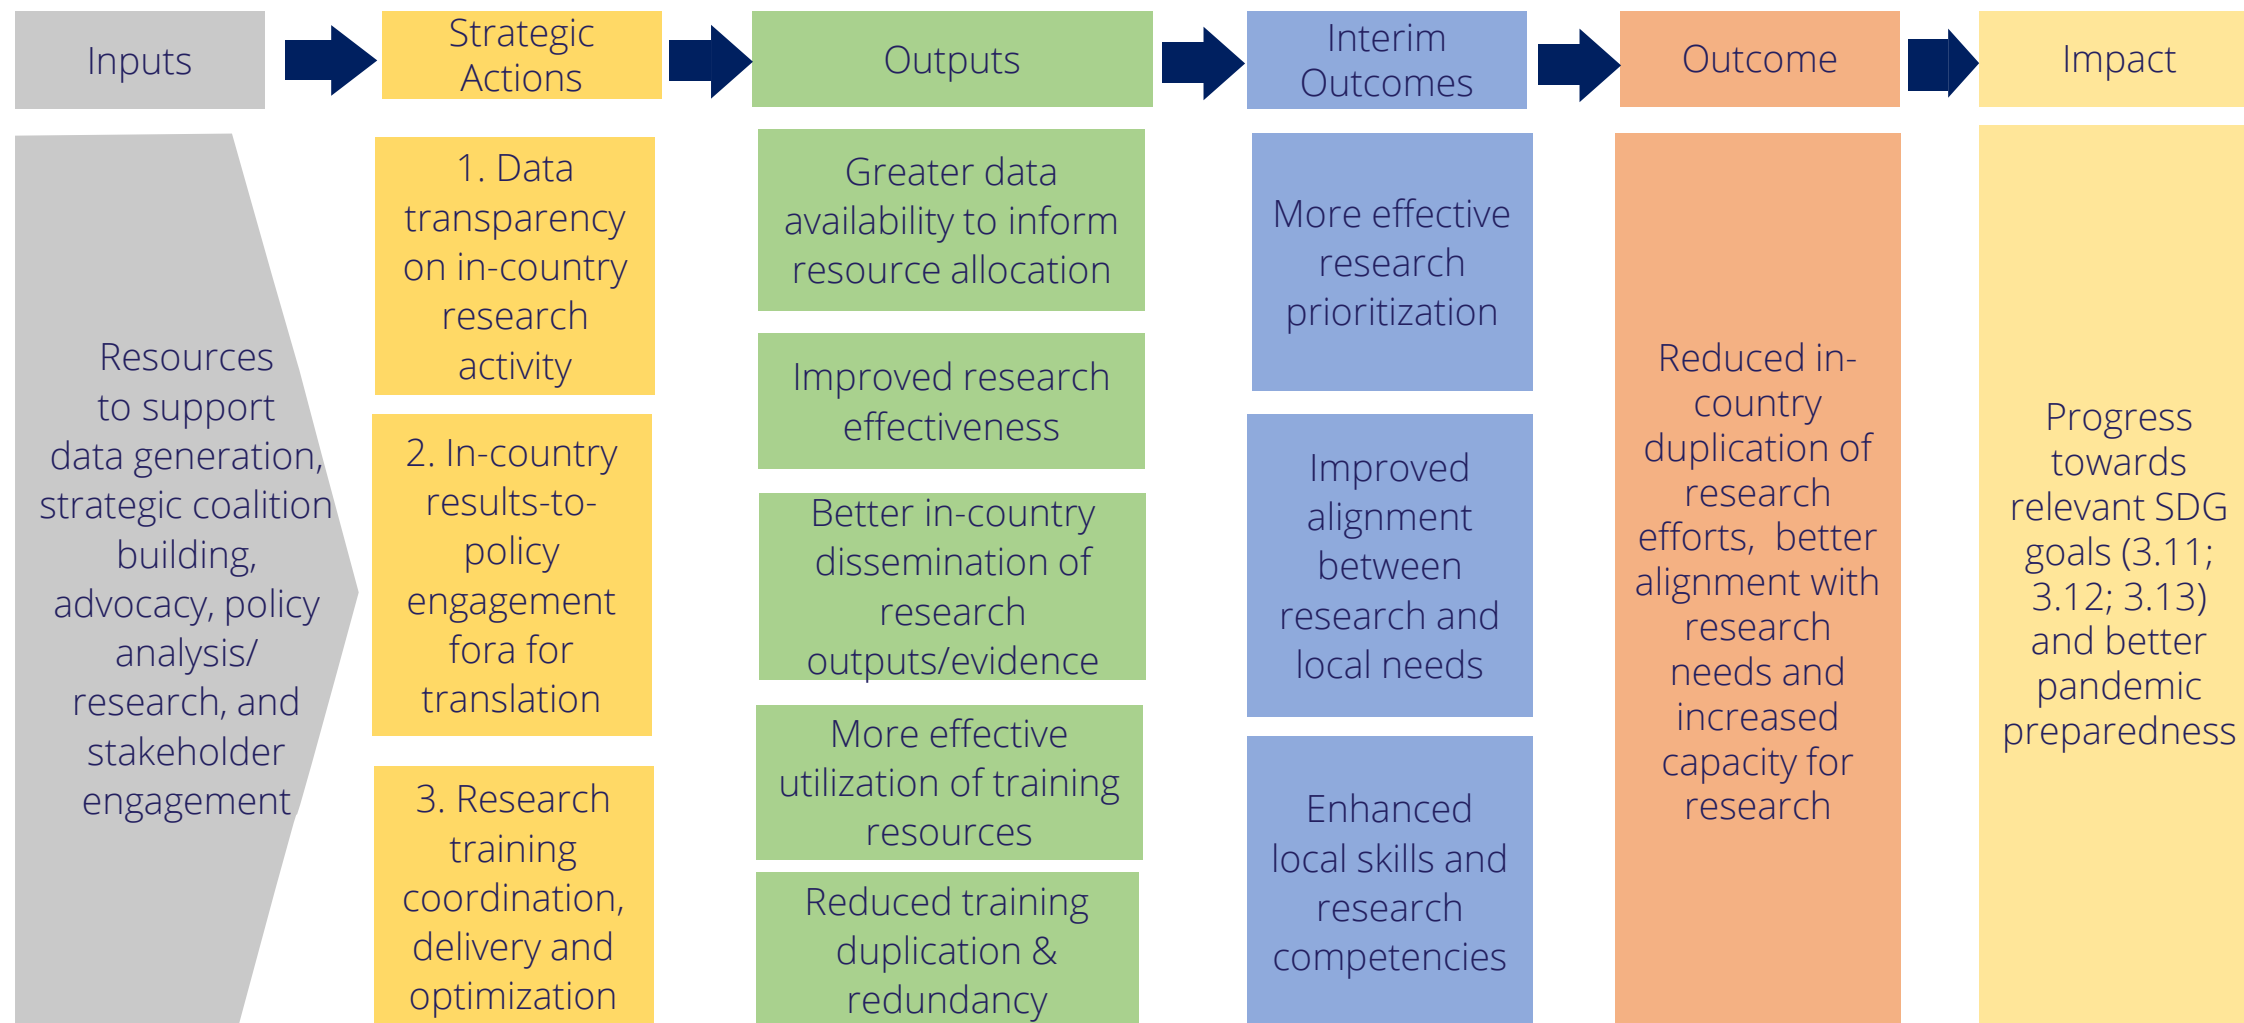 Inputs
Strategic
Actions
Outputs
Interim
Outcomes
Outcome
Impact
Resources
to support
data generation,
strategic coalition
building,
advocacy, policy
analysis/
research, and
stakeholder
engagement
1. Data
transparency
on in-country
research
activity
2. In-country
results-to-
policy
engagement
fora for
translation
3. Research
training
coordination,
delivery and
optimization
Greater data
availability to inform
resource allocation
Improved research
effectiveness
Better in-country
dissemination of
research
outputs/evidence
More effective
utilization of training
resources
Reduced training
duplication &
redundancy
More effective
research
prioritization
Improved
alignment
between
research and
local needs
Enhanced
local skills and
research
competencies
Reduced in-
country
duplication of
research
efforts, better
alignment with
research
needs and
increased
capacity for
research
Progress
towards
relevant SDG
goals (3.11;
3.12; 3.13)
and better
pandemic
preparedness